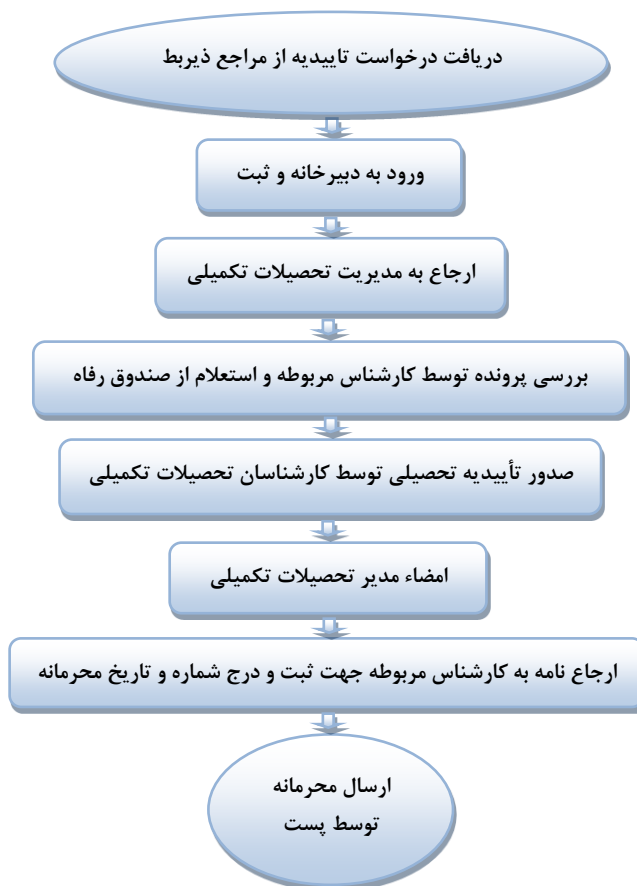 دریافت درخواست تاییدیه از مراجع ذیربط
ورود به دبیرخانه و ثبت
ارجاع به مدیریت تحصیلات تکمیلی
بررسی پرونده توسط کارشناس مربوطه و استعلام از صندوق رفاه
صدور تأییدیه تحصیلی توسط کارشناسان تحصیلات تکمیلی
امضاء مدیر تحصیلات تکمیلی
ارجاع نامه به کارشناس مربوطه جهت ثبت و درج شماره و تاریخ محرمانه
ارسال محرمانه
توسط پست